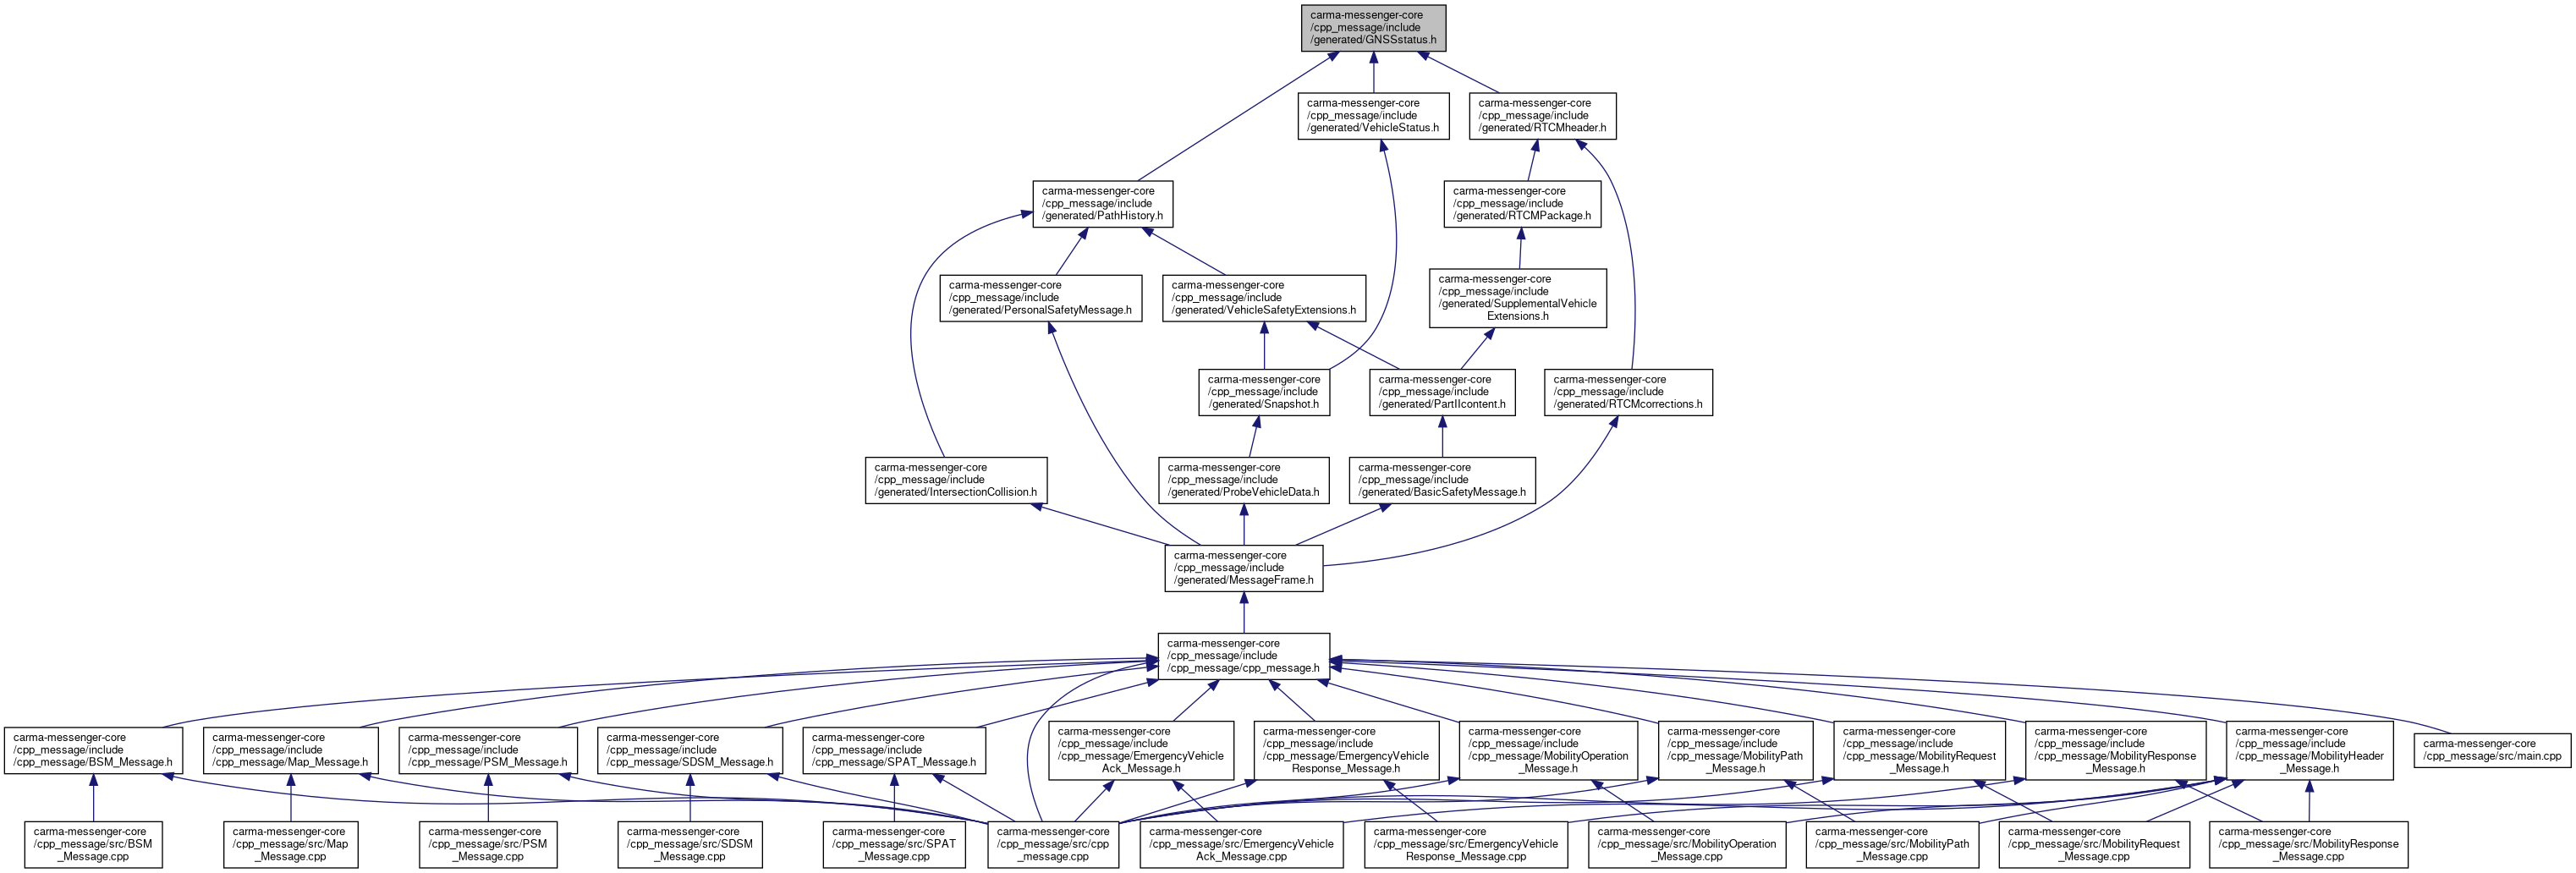 carma-messenger-core
/cpp_message/include
/generated/GNSSstatus.h
carma-messenger-core
/cpp_message/include
/generated/VehicleStatus.h
carma-messenger-core
/cpp_message/include
/generated/RTCMheader.h
carma-messenger-core
/cpp_message/include
/generated/PathHistory.h
carma-messenger-core
/cpp_message/include
/generated/RTCMPackage.h
carma-messenger-core
/cpp_message/include
/generated/PersonalSafetyMessage.h
carma-messenger-core
/cpp_message/include
/generated/VehicleSafetyExtensions.h
carma-messenger-core
/cpp_message/include
/generated/SupplementalVehicle
Extensions.h
carma-messenger-core
/cpp_message/include
/generated/Snapshot.h
carma-messenger-core
/cpp_message/include
/generated/PartIIcontent.h
carma-messenger-core
/cpp_message/include
/generated/RTCMcorrections.h
carma-messenger-core
/cpp_message/include
/generated/IntersectionCollision.h
carma-messenger-core
/cpp_message/include
/generated/ProbeVehicleData.h
carma-messenger-core
/cpp_message/include
/generated/BasicSafetyMessage.h
carma-messenger-core
/cpp_message/include
/generated/MessageFrame.h
carma-messenger-core
/cpp_message/include
/cpp_message/cpp_message.h
carma-messenger-core
/cpp_message/include
/cpp_message/BSM_Message.h
carma-messenger-core
/cpp_message/include
/cpp_message/Map_Message.h
carma-messenger-core
/cpp_message/include
/cpp_message/PSM_Message.h
carma-messenger-core
/cpp_message/include
/cpp_message/SDSM_Message.h
carma-messenger-core
/cpp_message/include
/cpp_message/SPAT_Message.h
carma-messenger-core
/cpp_message/include
/cpp_message/EmergencyVehicle
Ack_Message.h
carma-messenger-core
/cpp_message/include
/cpp_message/EmergencyVehicle
Response_Message.h
carma-messenger-core
/cpp_message/include
/cpp_message/MobilityOperation
_Message.h
carma-messenger-core
/cpp_message/include
/cpp_message/MobilityPath
_Message.h
carma-messenger-core
/cpp_message/include
/cpp_message/MobilityRequest
_Message.h
carma-messenger-core
/cpp_message/include
/cpp_message/MobilityResponse
_Message.h
carma-messenger-core
/cpp_message/include
/cpp_message/MobilityHeader
_Message.h
carma-messenger-core
/cpp_message/src/main.cpp
carma-messenger-core
/cpp_message/src/BSM
_Message.cpp
carma-messenger-core
/cpp_message/src/Map
_Message.cpp
carma-messenger-core
/cpp_message/src/PSM
_Message.cpp
carma-messenger-core
/cpp_message/src/SDSM
_Message.cpp
carma-messenger-core
/cpp_message/src/SPAT
_Message.cpp
carma-messenger-core
/cpp_message/src/cpp
_message.cpp
carma-messenger-core
/cpp_message/src/EmergencyVehicle
Ack_Message.cpp
carma-messenger-core
/cpp_message/src/EmergencyVehicle
Response_Message.cpp
carma-messenger-core
/cpp_message/src/MobilityOperation
_Message.cpp
carma-messenger-core
/cpp_message/src/MobilityPath
_Message.cpp
carma-messenger-core
/cpp_message/src/MobilityRequest
_Message.cpp
carma-messenger-core
/cpp_message/src/MobilityResponse
_Message.cpp